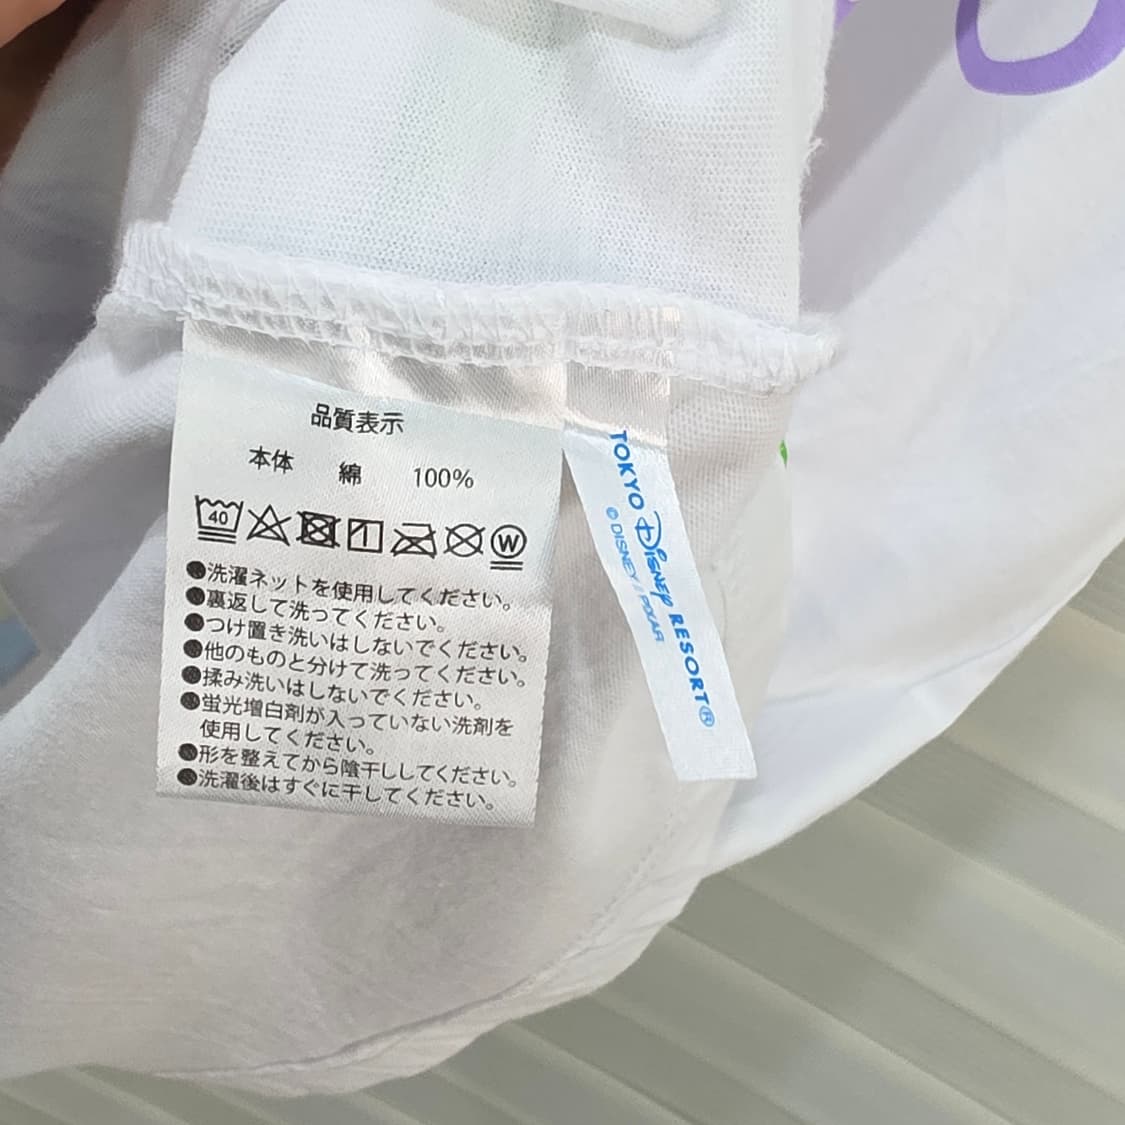 品質表示
本体 綿 100%
40
W
●洗濯ネットを使用してください。
●裏返して洗ってください。
●つけ置き洗いはしないでください。
●他のものと分けて洗ってください。
●揉み洗いはしないでください。
●蛍光増白剤が入っていない洗剤を
使用してください。
●形を整えてから陰干ししてください。
●洗濯後はすぐに干してください。
TOKYO Disney RESORT®
© DISNEY / PIXAR